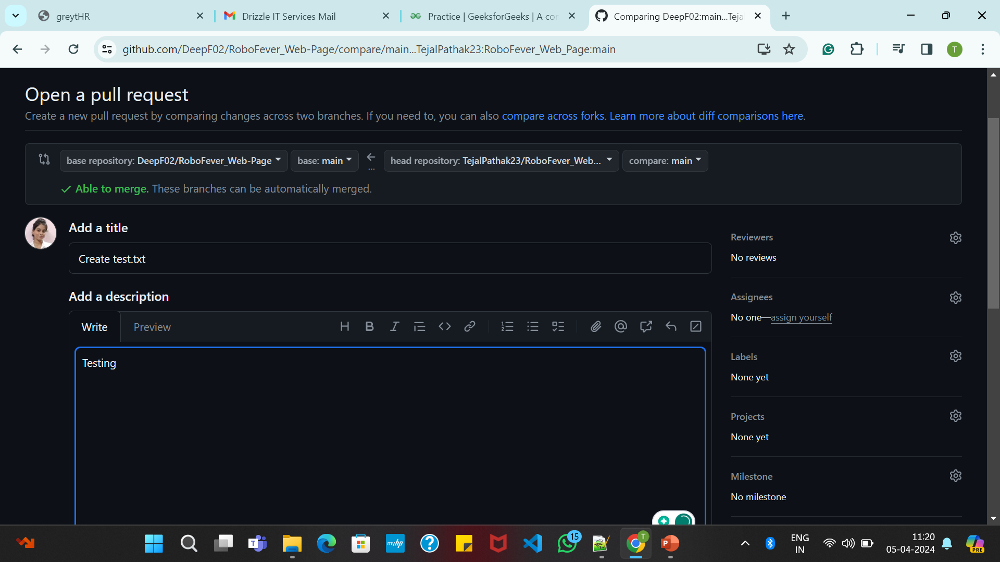 greytHR
Drizzle IT Services Mail
Practice | GeeksforGeeks | A con
Comparing DeepF02:main...Teja
github.com/DeepF02/RoboFever_Web-Page/compare/main...TejalPathak23:RoboFever_Web_Page:main
T
Open a pull request
Create a new pull request by comparing changes across two branches. If you need to, you can also compare across forks. Learn more about diff comparisons here.
base repository: DeepF02/RoboFever_Web-Page
base: main
head repository: TejalPathak23/RoboFever_Web...
compare: main
...
Able to merge. These branches can be automatically merged.
Add a title
Create test.txt
Add a description
Write
Preview
Testing
Reviewers
No reviews
Assignees
No one—assign yourself
Labels
None yet
Projects
None yet
Milestone
No milestone
myhp
15
T
ENG
IN
11:20
05-04-2024
PRE